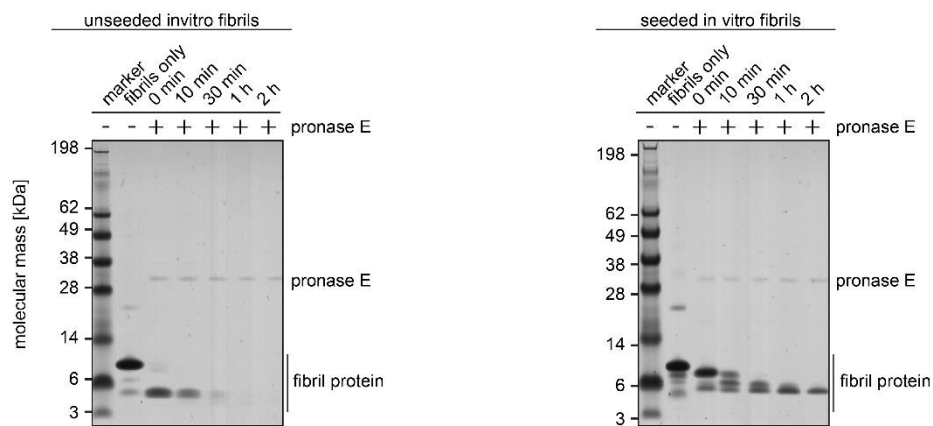 unseeded invitro fibrils
marker
fibrils only
0 min
10 min
30 min
1 h
2 h
- - + + + + + pronase E
molecular mass [kDa]
198
62
49
38
28
14
6
3
pronase E
fibril protein
seeded in vitro fibrils
marker
fibrils only
0 min
10 min
30 min
1 h
2 h
- - + + + + + pronase E
198
62
49
38
28
14
6
3
pronase E
fibril protein